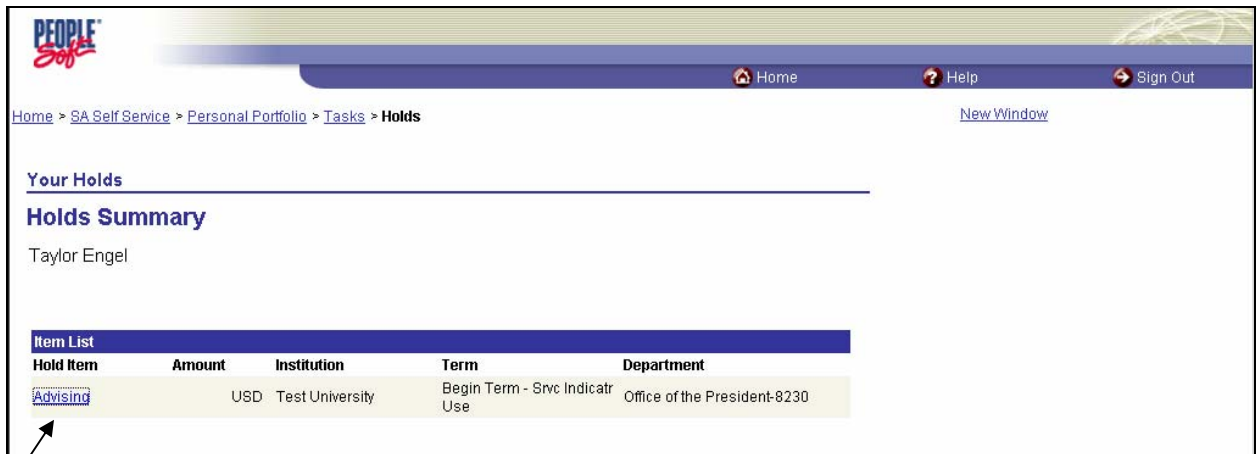 PEOPLE
Soft
Home Help Sign Out
Home > SA Self Service > Personal Portfolio > Tasks > Holds New Window
Your Holds
Holds Summary
Taylor Engel
Item List
Hold Item Amount Institution Term Department
Advising USD Test University Begin Term - Srvc Indicatr Office of the President-8230
Use